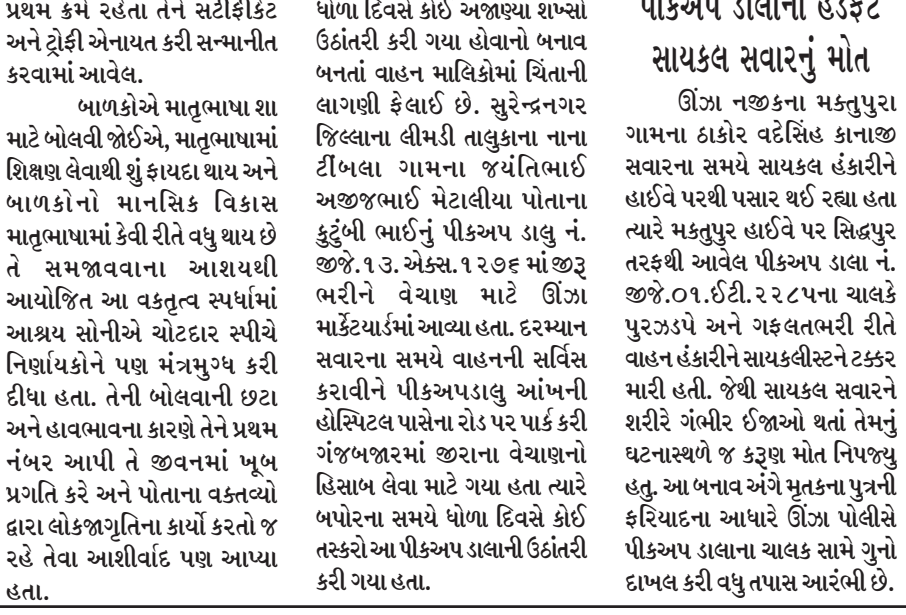 પ્રથમ ક્રમે રહેતા તેને સર્ટીફીકેટ
અને ટ્રોફી એનાયત કરી સન્માનીત
કરવામાં આવેલ.
બાળકોએ માતૃભાષા શા
માટે બોલવી જોઈએ, માતૃભાષામાં
શિક્ષણ લેવાથી શું ફાયદા થાય અને
બાળકોનો માનસિક વિકાસ
માતૃભાષામાં કેવી રીતે વધુ થાય છે
તે સમજાવવાના આશયથી
આયોજિત આ વકતૃત્વ સ્પર્ધામાં
આશ્રય સોનીએ ચોટદાર સ્પીચે
નિર્ણાયકોને પણ મંત્રમુગ્ધ કરી
દીધા હતા. તેની બોલવાની છટા
અને હાવભાવના કારણે તેને પ્રથમ
નંબર આપી તે જીવનમાં ખૂબ
પ્રગતિ કરે અને પોતાના વક્તવ્યો
દ્વારા લોકજાગૃતિના કાર્યો કરતો જ
રહે તેવા આશીર્વાદ પણ આપ્યા
હતા.
ધોળા દિવસે કોઈ અજાણ્યા શખ્સો
ઉઠાંતરી કરી ગયા હોવાનો બનાવ
બનતાં વાહન માલિકોમાં ચિંતાની
લાગણી ફેલાઈ છે. સુરેન્દ્રનગર
જિલ્લાના લીમડી તાલુકાના નાના
ટીંબલા ગામના જયંતિભાઈ
અજીજભાઈ મેટાલીયા પોતાના
કુટુંબી ભાઈનું પીકઅપ ડાલુ નં.
જીજે.૧૩.એક્સ.૧૨૭૬ માં જીરૂ
ભરીને વેચાણ માટે ઊંઝા
માર્કેટયાર્ડમાં આવ્યા હતા. દરમ્યાન
સવારના સમયે વાહનની સર્વિસ
કરાવીને પીકઅપડાલુ આંખની
હોસ્પિટલ પાસેના રોડ પર પાર્ક કરી
ગંજબજારમાં જીરાના વેચાણનો
હિસાબ લેવા માટે ગયા હતા ત્યારે
બપોરના સમયે ધોળા દિવસે કોઈ
તસ્કરો આ પીકઅપ ડાલાની ઉઠાંતરી
કરી ગયા હતા.
પીકઅપ ડાલાની હડફેટે
સાયકલ સવારનું મોત
ઊંઝા નજીકના મક્તુપુરા
ગામના ઠાકોર વદેસિંહ કાનાજી
સવારના સમયે સાયકલ હંકારીને
હાઈવે પરથી પસાર થઈ રહ્યા હતા
ત્યારે મકતુપુર હાઈવે પર સિદ્ધપુર
તરફથી આવેલ પીકઅપ ડાલા નં.
જીજે.૦૧.ઈટી.૨૨૮૫ના ચાલકે
પુરઝડપે અને ગફલતભરી રીતે
વાહન હંકારીને સાયકલીસ્ટને ટક્કર
મારી હતી. જેથી સાયકલ સવારને
શરીરે ગંભીર ઈજાઓ થતાં તેમનું
ઘટનાસ્થળે જ કરૂણ મોત નિપજ્યુ
હતુ. આ બનાવ અંગે મૃતકના પુત્રની
ફરિયાદના આધારે ઊંઝા પોલીસે
પીકઅપ ડાલાના ચાલક સામે ગુનો
દાખલ કરી વધુ તપાસ આરંભી છે.